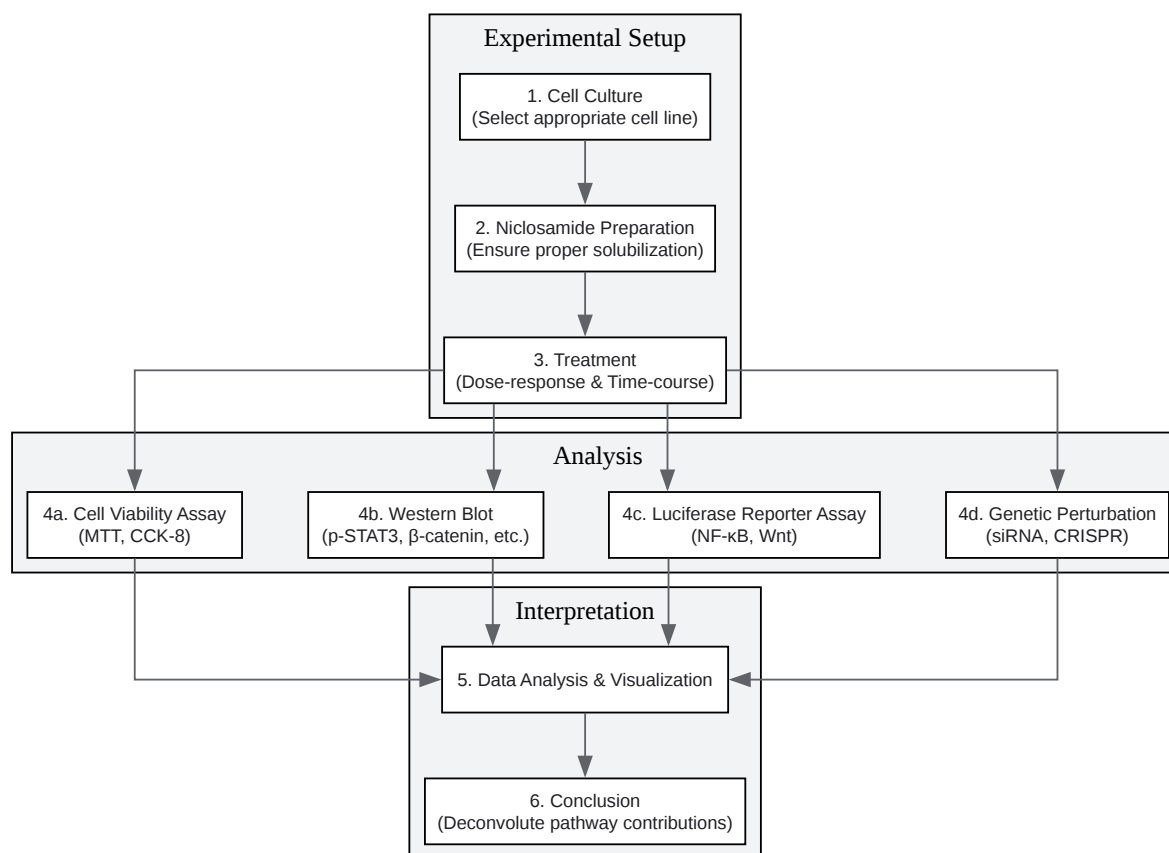 Experimental Setup
1. Cell Culture
(Select appropriate cell line)
2. Niclosamide Preparation
(Ensure proper solubilization)
3. Treatment
(Dose-response & Time-course)
Analysis
4a. Cell Viability Assay
(MTT, CCK-8)
4b. Western Blot
(p-STAT3, β-catenin, etc.)
4c. Luciferase Reporter Assay
(NF-κB, Wnt)
4d. Genetic Perturbation
(siRNA, CRISPR)
Interpretation
5. Data Analysis & Visualization
6. Conclusion
(Deconvolute pathway contributions)